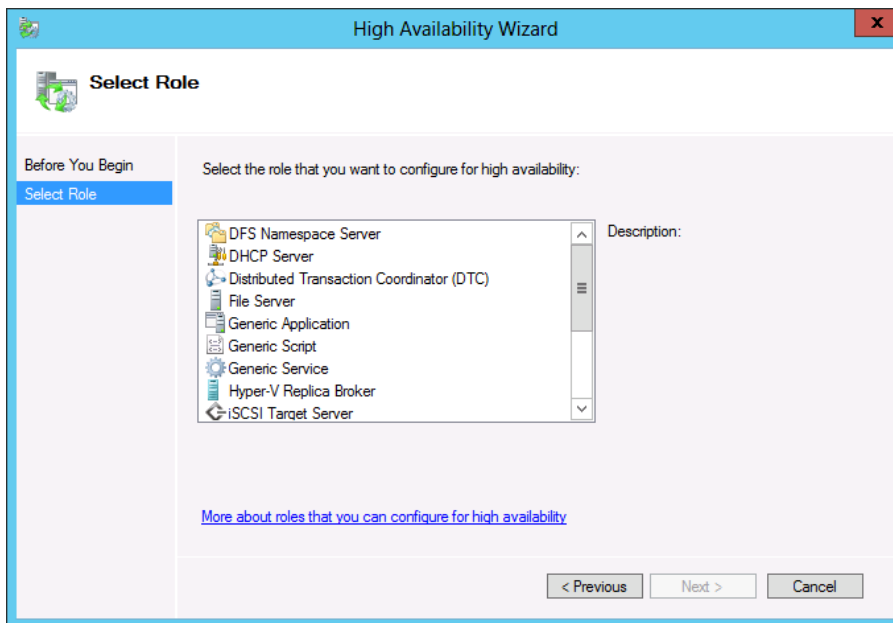 High Availability Wizard
x
Select Role
Before You Begin
Select Role
Select the role that you want to configure for high availability:
DFS Namespace Server
DHCP Server
Distributed Transaction Coordinator (DTC)
File Server
Generic Application
Generic Script
Generic Service
Hyper-V Replica Broker
iSCSI Target Server
Description:
More about roles that you can configure for high availability
< Previous
Next >
Cancel